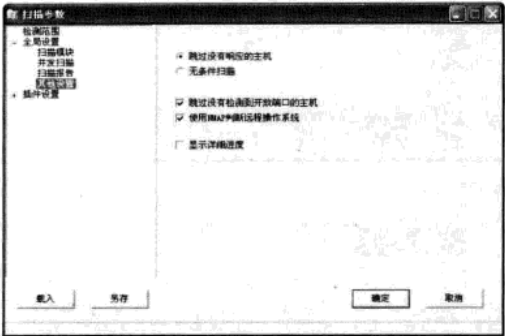 扫描参数
检测范围
全局设置
扫描模块
并发扫描
扫描报告
其他设置
插件设置
跳过没有响应的主机
无条件扫描
跳过没有检测到开放端口的主机
使用NMAP判断远程操作系统
显示详细进度
载入
另存
确定
取消